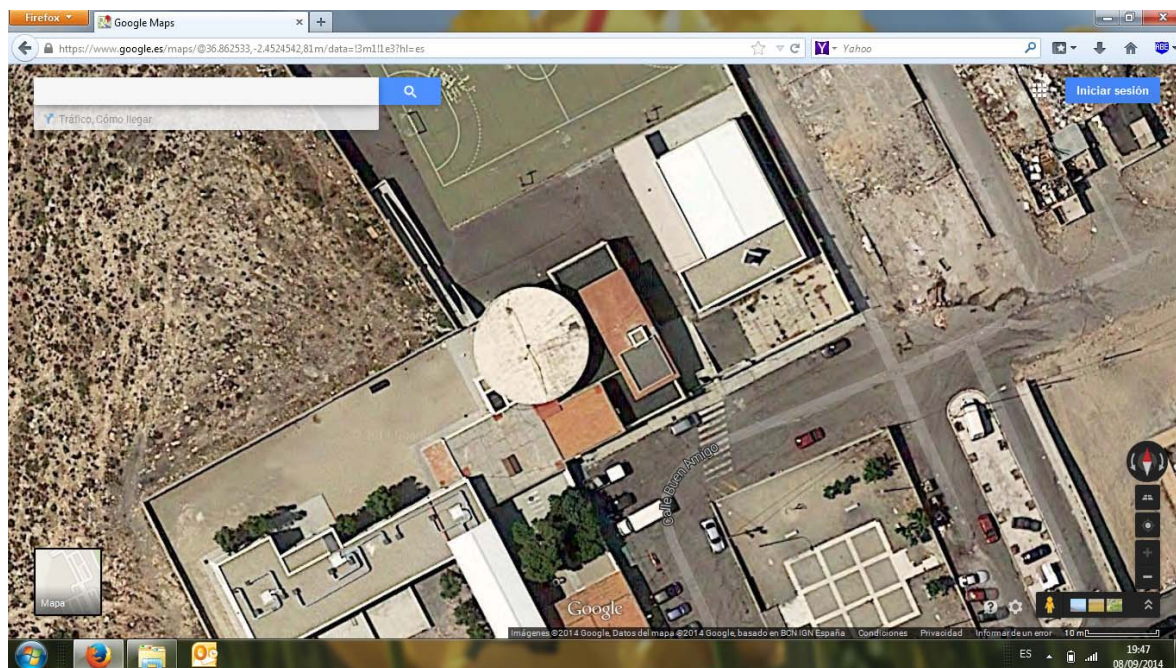 Firefox
Google Maps
https://www.google.es/maps/@36.862533,-2.4524542,81m/data=!3m1!1e3?hl=es
Yahoo
Iniciar sesión
Tráfico, Cómo llegar
Calle Buen Amigo
Mapa
Google
Imágenes ©2014 Google, Datos del mapa ©2014 Google, basado en BCN IGN España Condiciones Privacidad Informar de un error 10 m
ES
19:47
08/09/2014